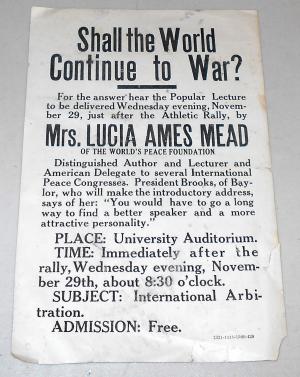 Shall the World
Continue to War?
For the answer hear the Popular Lecture
to be delivered Wednesday evening, Novem-
ber 29, just after the Athletic Rally, by
Mrs. LUCIA AMES MEAD
OF THE WORLD'S PEACE FOUNDATION
Distinguished Author and Lecturer and
American Delegate to several International
Peace Congresses. President Brooks, of Bay-
lor, who will make the introductory address,
says of her: "You would have to go a long
way to find a better speaker and a more
attractive personality."
PLACE: University Auditorium.
TIME: Immediately after the
rally, Wednesday evening, Novem-
ber 29th, about 8:30 o'clock.
SUBJECT: International Arbi-
tration.
ADMISSION: Free.